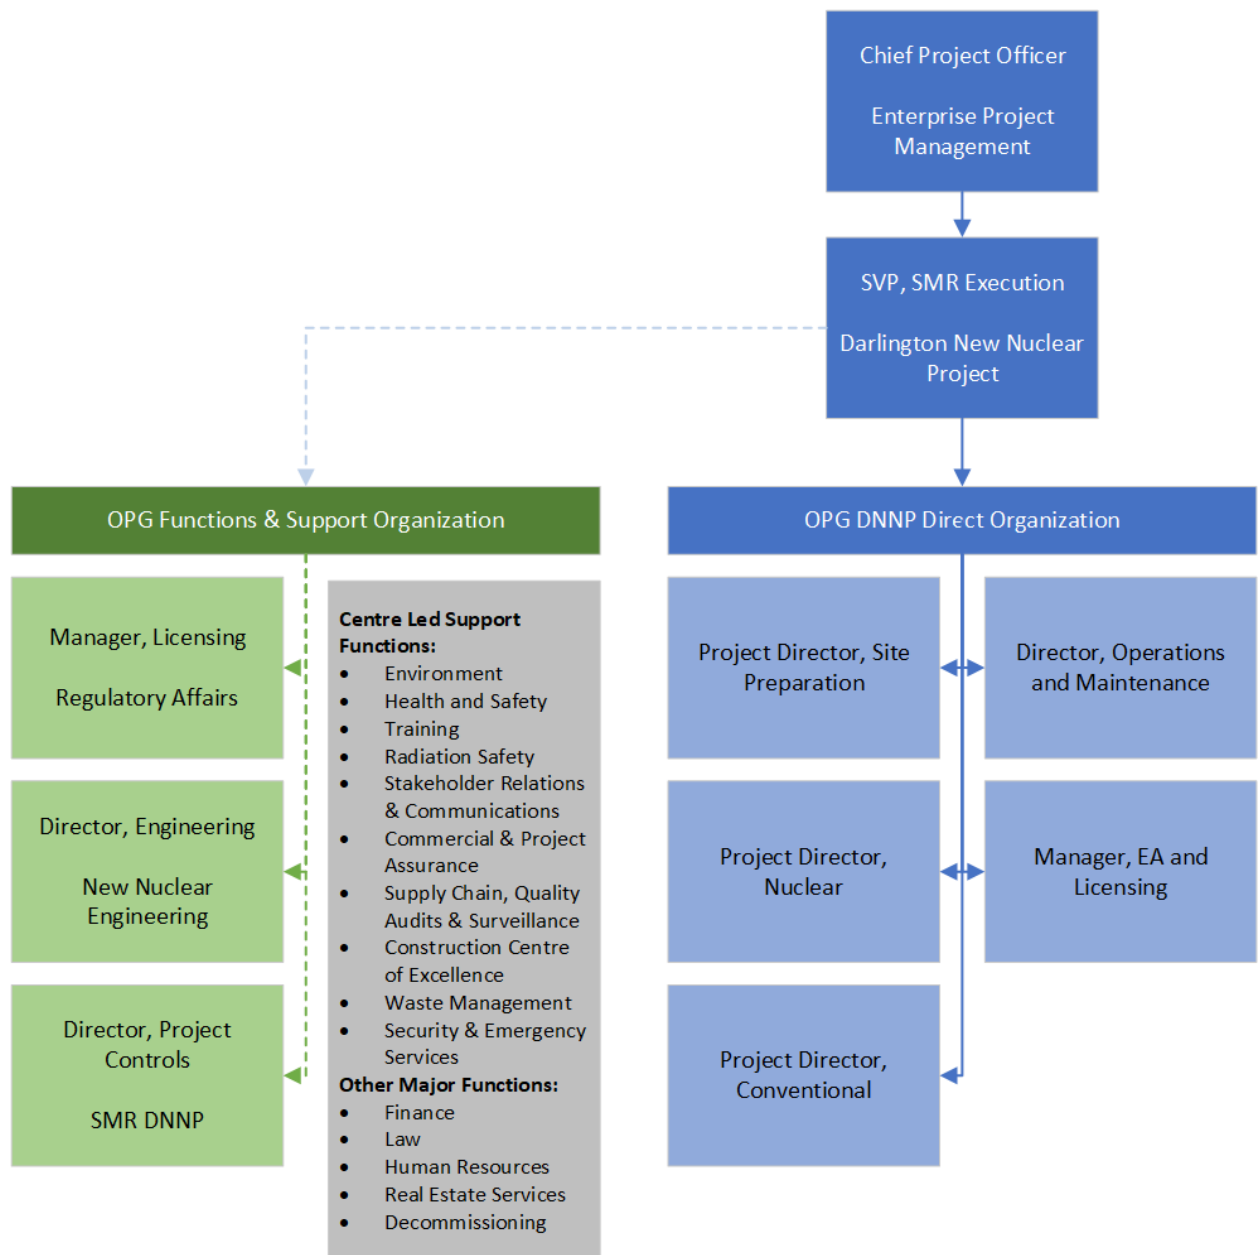 Chief Project Officer
Enterprise Project
Management
SVP, SMR Execution
Darlington New Nuclear
Project
OPG Functions & Support Organization
Manager, Licensing
Regulatory Affairs
Director, Engineering
New Nuclear
Engineering
Director, Project
Controls
SMR DNNP
Centre Led Support
Functions:
• Environment
• Health and Safety
• Training
• Radiation Safety
• Stakeholder Relations
& Communications
• Commercial & Project
Assurance
• Supply Chain, Quality
Audits & Surveillance
• Construction Centre
of Excellence
• Waste Management
• Security & Emergency
Services
Other Major Functions:
• Finance
• Law
• Human Resources
• Real Estate Services
• Decommissioning
OPG DNNP Direct Organization
Project Director, Site
Preparation
Director, Operations
and Maintenance
Project Director,
Nuclear
Manager, EA and
Licensing
Project Director,
Conventional